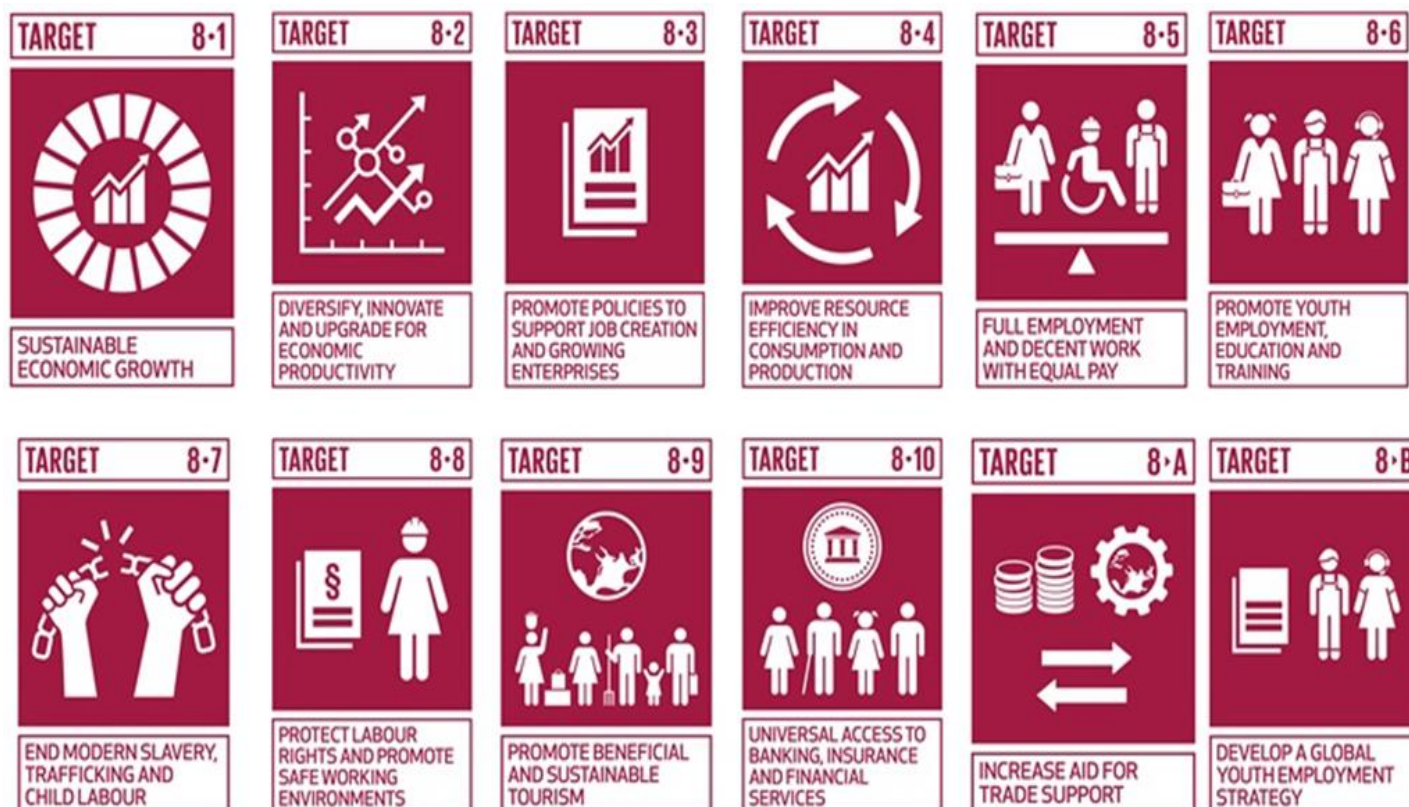 TARGET 8·1
SUSTAINABLE
ECONOMIC GROWTH
TARGET 8·2
DIVERSIFY, INNOVATE
AND UPGRADE FOR
ECONOMIC
PRODUCTIVITY
TARGET 8·3
PROMOTE POLICIES TO
SUPPORT JOB CREATION
AND GROWING
ENTERPRISES
TARGET 8·4
IMPROVE RESOURCE
EFFICIENCY IN
CONSUMPTION AND
PRODUCTION
TARGET 8·5
FULL EMPLOYMENT
AND DECENT WORK
WITH EQUAL PAY
TARGET 8·6
PROMOTE YOUTH
EMPLOYMENT,
EDUCATION AND
TRAINING
TARGET 8·7
END MODERN SLAVERY,
TRAFFICKING AND
CHILD LABOUR
TARGET 8·8
§
PROTECT LABOUR
RIGHTS AND PROMOTE
SAFE WORKING
ENVIRONMENTS
TARGET 8·9
PROMOTE BENEFICIAL
AND SUSTAINABLE
TOURISM
TARGET 8·10
UNIVERSAL ACCESS TO
BANKING, INSURANCE
AND FINANCIAL
SERVICES
TARGET 8·A
INCREASE AID FOR
TRADE SUPPORT
TARGET 8·B
DEVELOP A GLOBAL
YOUTH EMPLOYMENT
STRATEGY